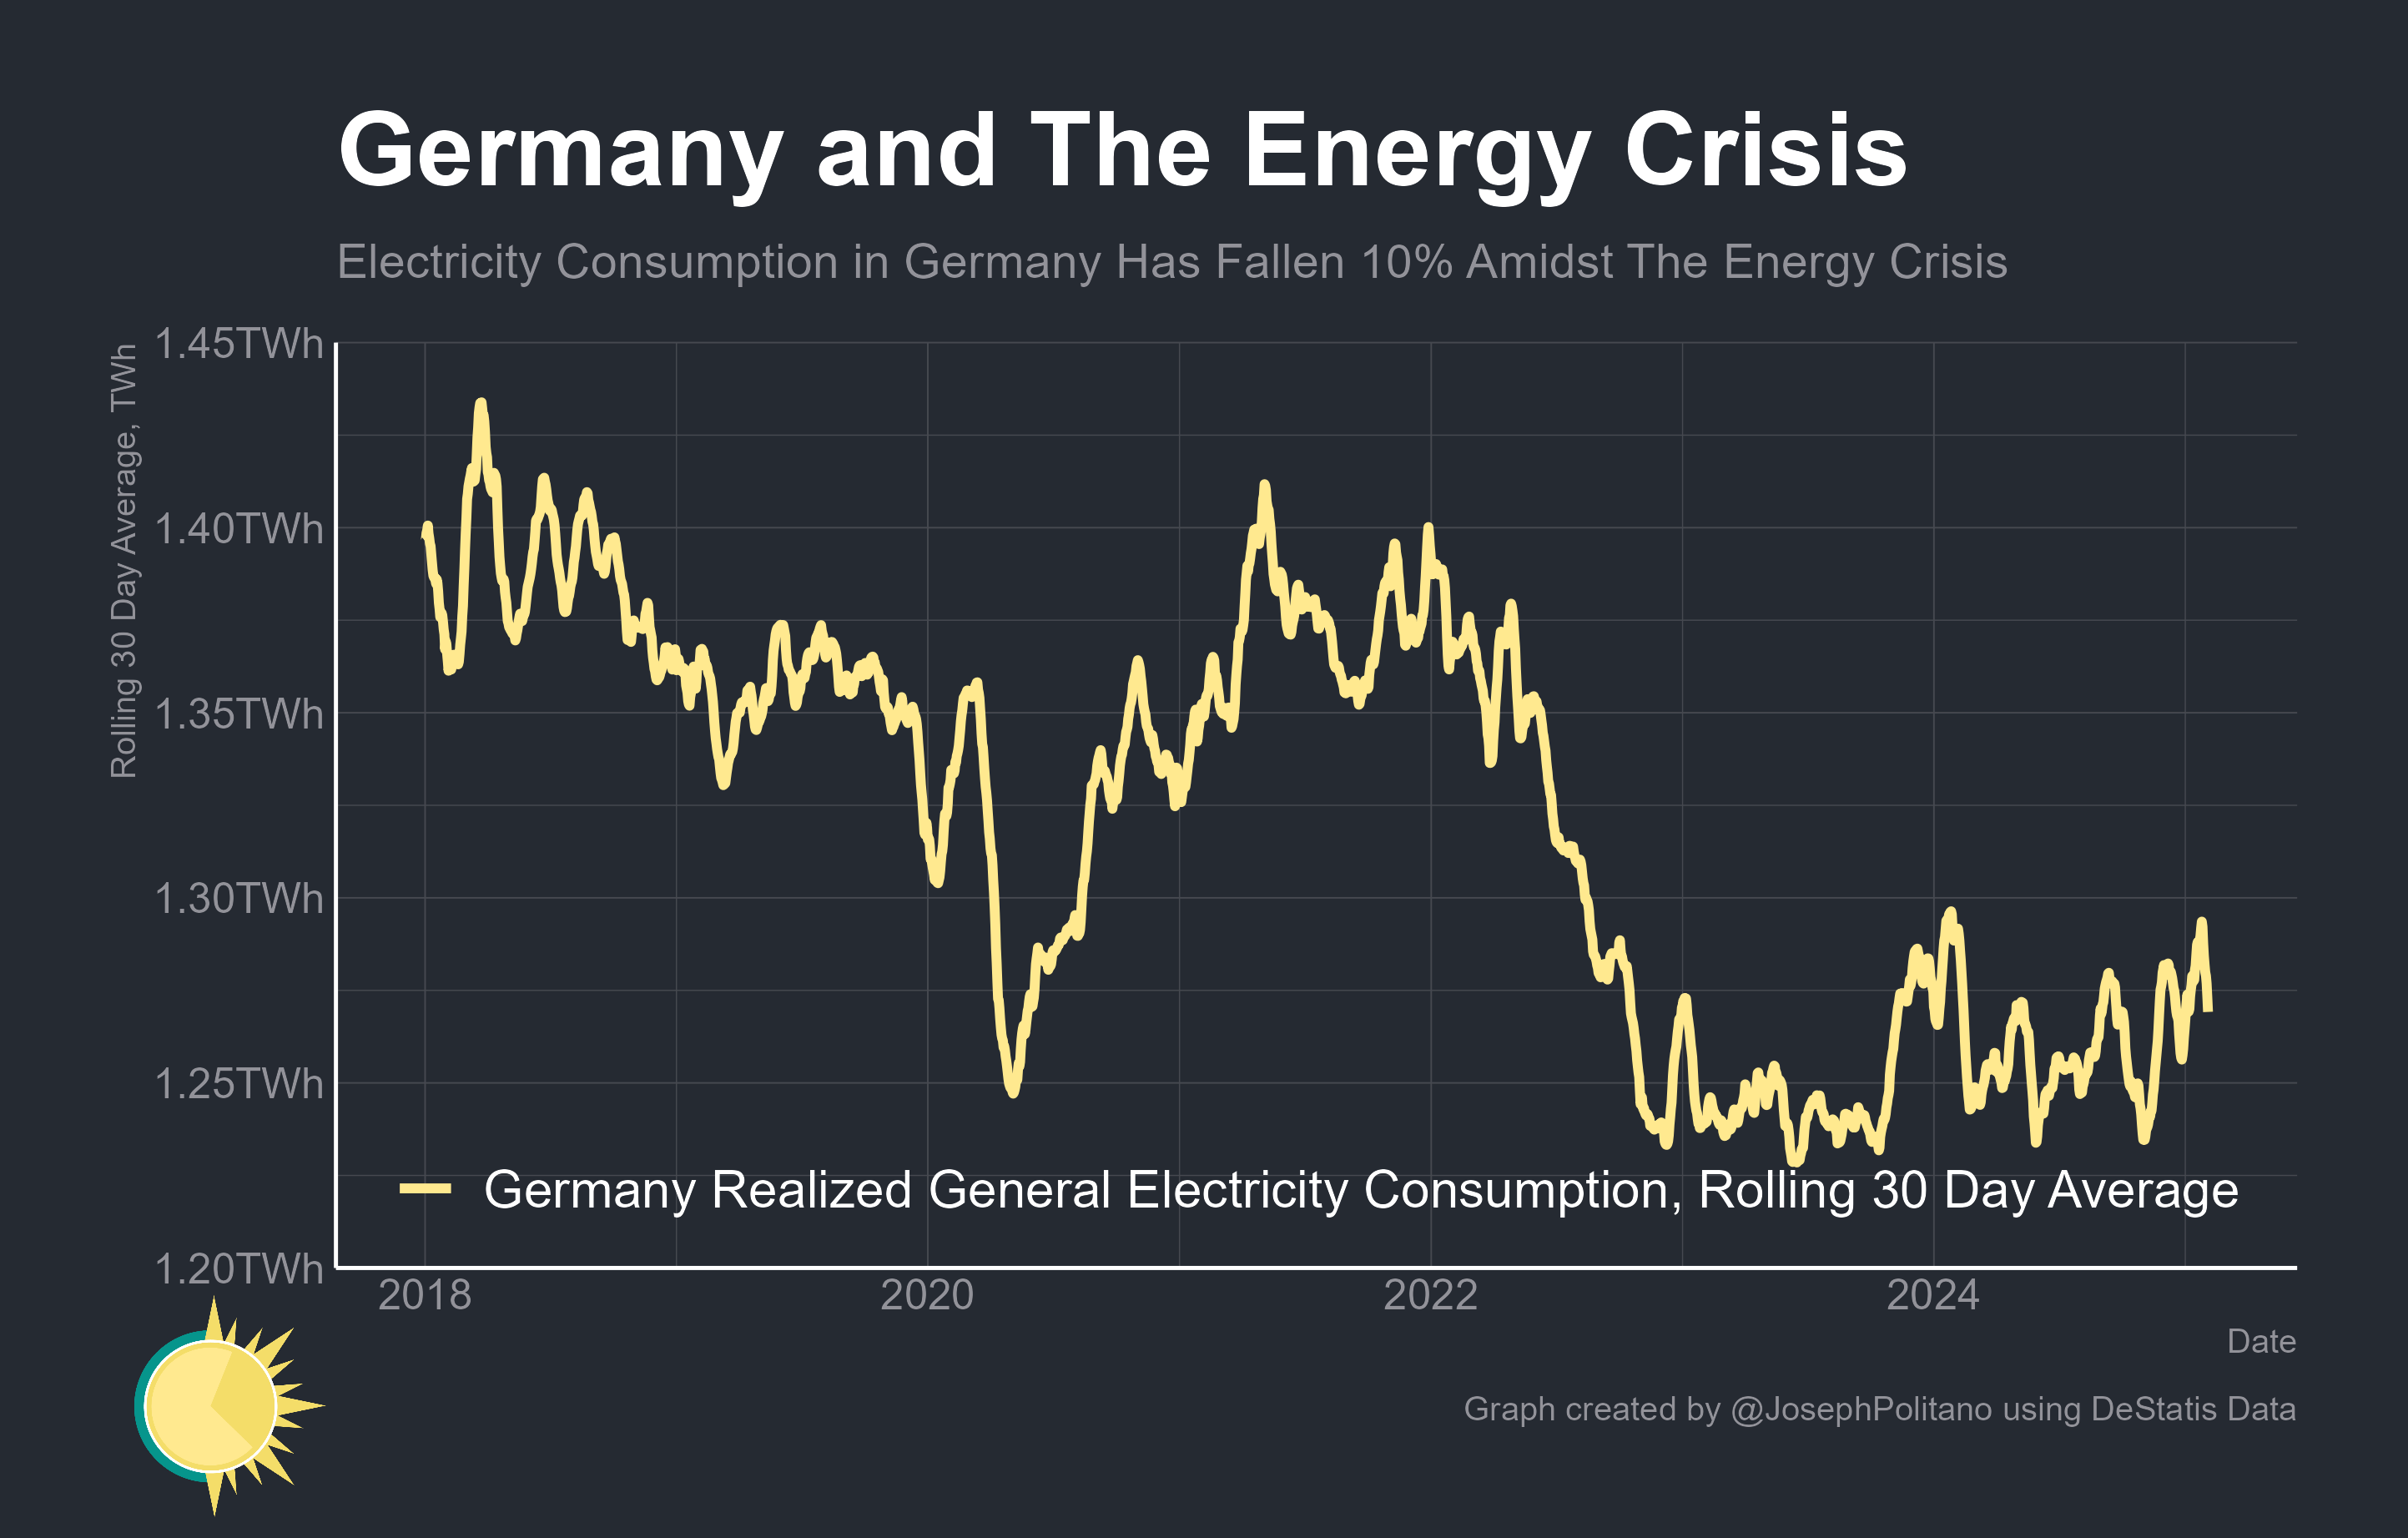 Germany and The Energy Crisis
Electricity Consumption in Germany Has Fallen 10% Amidst The Energy Crisis
Rolling 30 Day Average, TWh
1.45TWh
1.40TWh
1.35TWh
1.30TWh
1.25TWh
1.20TWh
Germany Realized General Electricity Consumption, Rolling 30 Day Average
2018 2020 2022 2024
Date
Graph created by @JosephPolitano using DeStatis Data